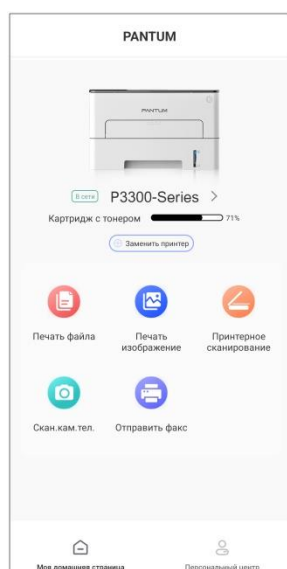 PANTUM
PANTUM
В сети P3300-Series >
Картридж с тонером 71%
Заменить принтер
Печать файла
Печать изображение
Принтерное сканирование
Скан.кам.тел.
Отправить факс
Моя домашняя страница
Персональный центр